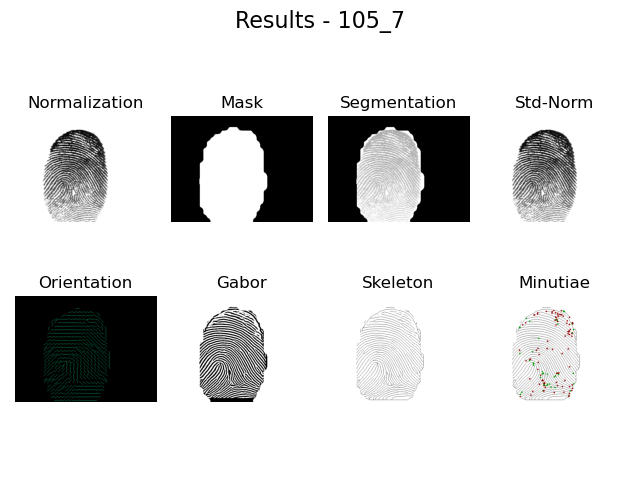 Results - 105_7
Normalization
Mask
Segmentation
Std-Norm
Orientation
Gabor
Skeleton
Minutiae